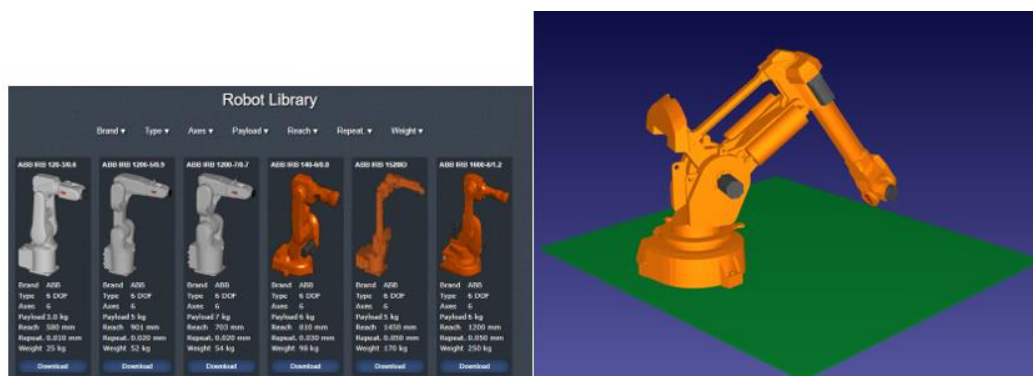 Robot Library
Brand ▾ Type ▾ Axes ▾ Payload ▾ Reach ▾ Repeat. ▾ Weight ▾
ABB IRB 120-3/0.6 ABB IRB 1200-5/0.9 ABB IRB 1200-7/0.7 ABB IRB 140-6/0.8 ABB IRB 1520ID ABB IRB 1600-6/1.2
Brand ABB Brand ABB Brand ABB Brand ABB Brand ABB Brand ABB
Type 6 DOF Type 6 DOF Type 6 DOF Type 6 DOF Type 6 DOF Type 6 DOF
Axes 6 Axes 6 Axes 6 Axes 6 Axes 6 Axes 6
Payload 3.0 kg Payload 5 kg Payload 7 kg Payload 6 kg Payload 5 kg Payload 6 kg
Reach 580 mm Reach 901 mm Reach 703 mm Reach 810 mm Reach 1450 mm Reach 1200 mm
Repeat. 0.010 mm Repeat. 0.020 mm Repeat. 0.020 mm Repeat. 0.030 mm Repeat. 0.050 mm Repeat. 0.050 mm
Weight 25 kg Weight 52 kg Weight 54 kg Weight 98 kg Weight 170 kg Weight 250 kg
Download Download Download Download Download Download